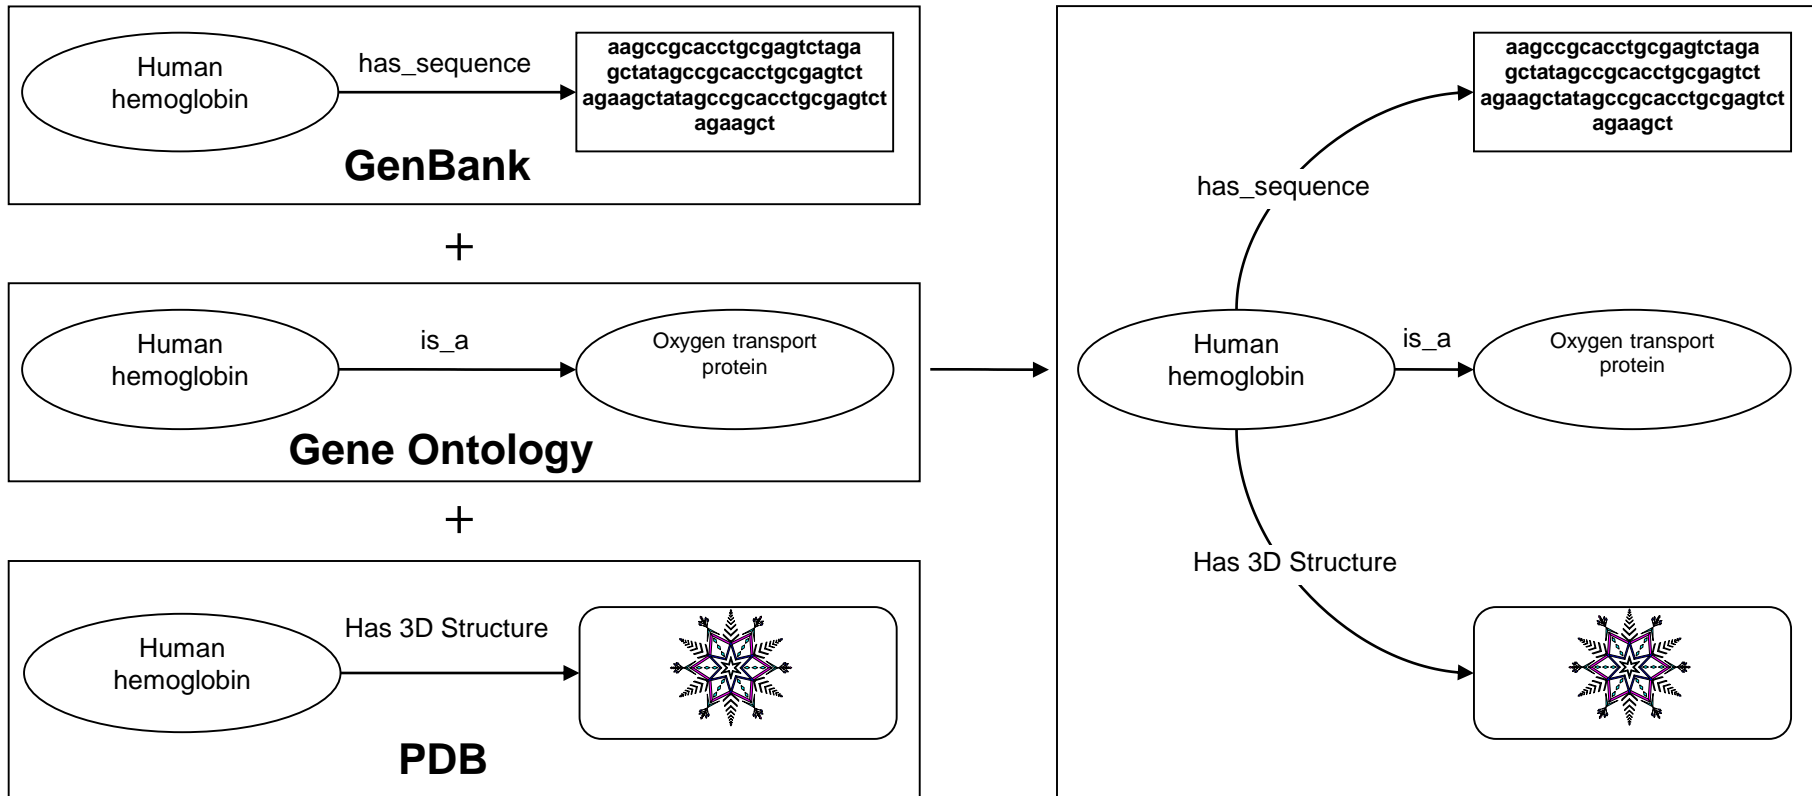 Human
hemoglobin
has_sequence
aagccgcacctgcgagtctaga
gctatagccgcacctgcgagtct
agaagctatagccgcacctgcgagtct
agaagct
GenBank
+
Human
hemoglobin
is_a
Oxygen transport
protein
Gene Ontology
+
Human
hemoglobin
Has 3D Structure
PDB
aagccgcacctgcgagtctaga
gctatagccgcacctgcgagtct
agaagctatagccgcacctgcgagtct
agaagct
has_sequence
Human
hemoglobin
is_a
Oxygen transport
protein
Has 3D Structure